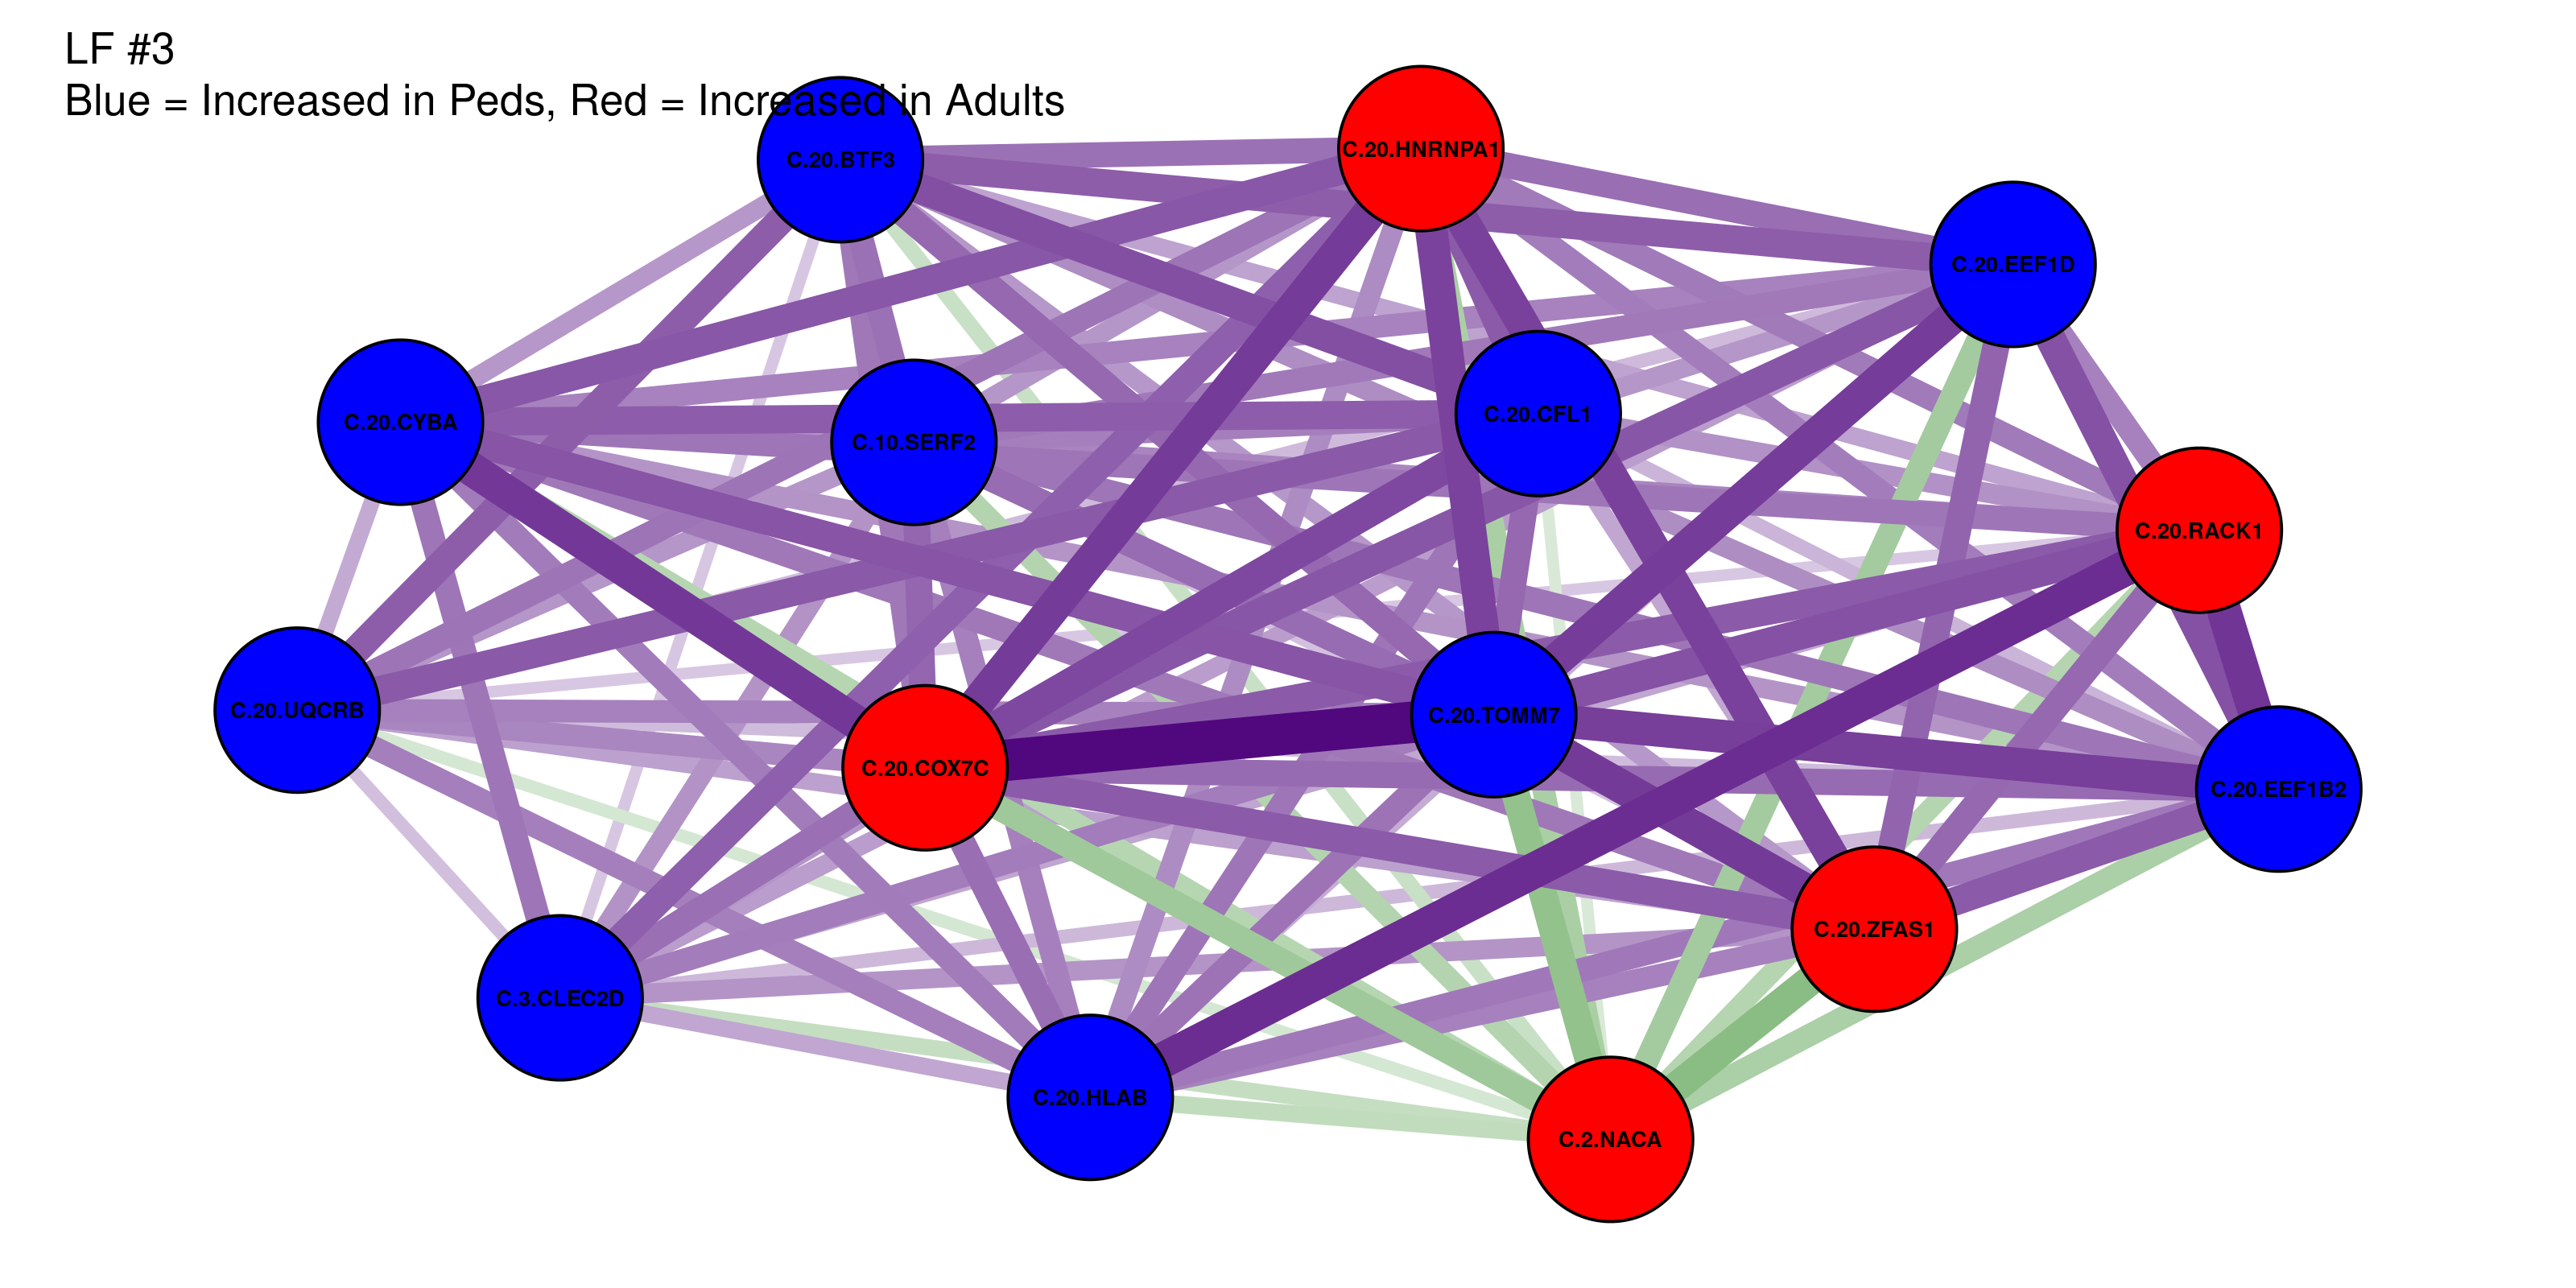 LF #3
Blue = Increased in Peds, Red = Increased in Adults
C.20.HNRNPA1
C.20.BTF3
C.20.EEF1D
C.20.CFL1
C.20.CYBA
C.10.SERF2
C.20.RACK1
C.20.UQCRB
C.20.TOMM7
C.20.COX7C
C.20.EEF1B2
C.20.ZFAS1
C.3.CLEC2D
C.20.HLAB
C.2.NACA